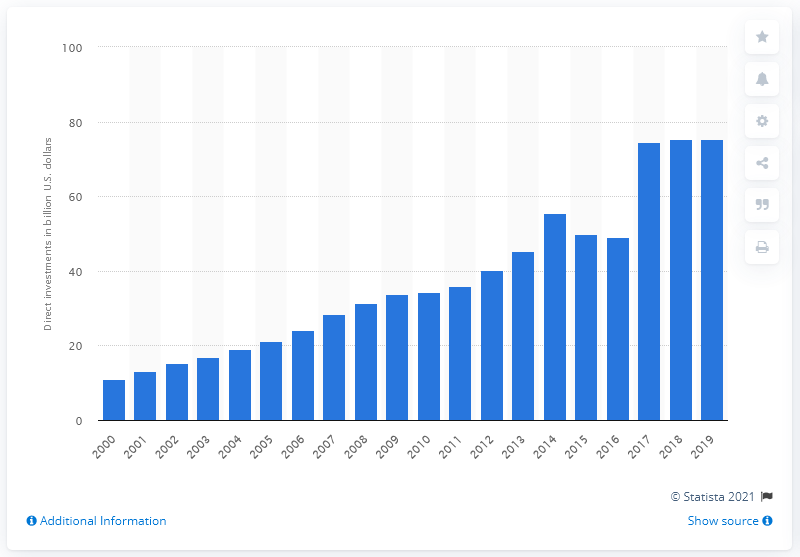 100
80
60
40
20
0
Direct investments in billion U.S. dollars
2000 2001 2002 2003 2004 2005 2006 2007 2008 2009 2010 2011 2012 2013 2014 2015 2016 2017 2018 2019
© Statista 2021
Additional Information
Show source